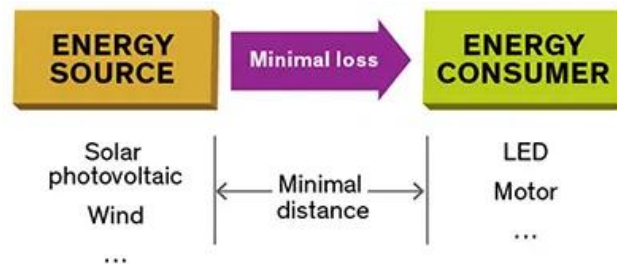 ENERGY
SOURCE
Minimal loss
ENERGY
CONSUMER
Solar
photovoltaic
Wind
...
Minimal
distance
LED
Motor
...